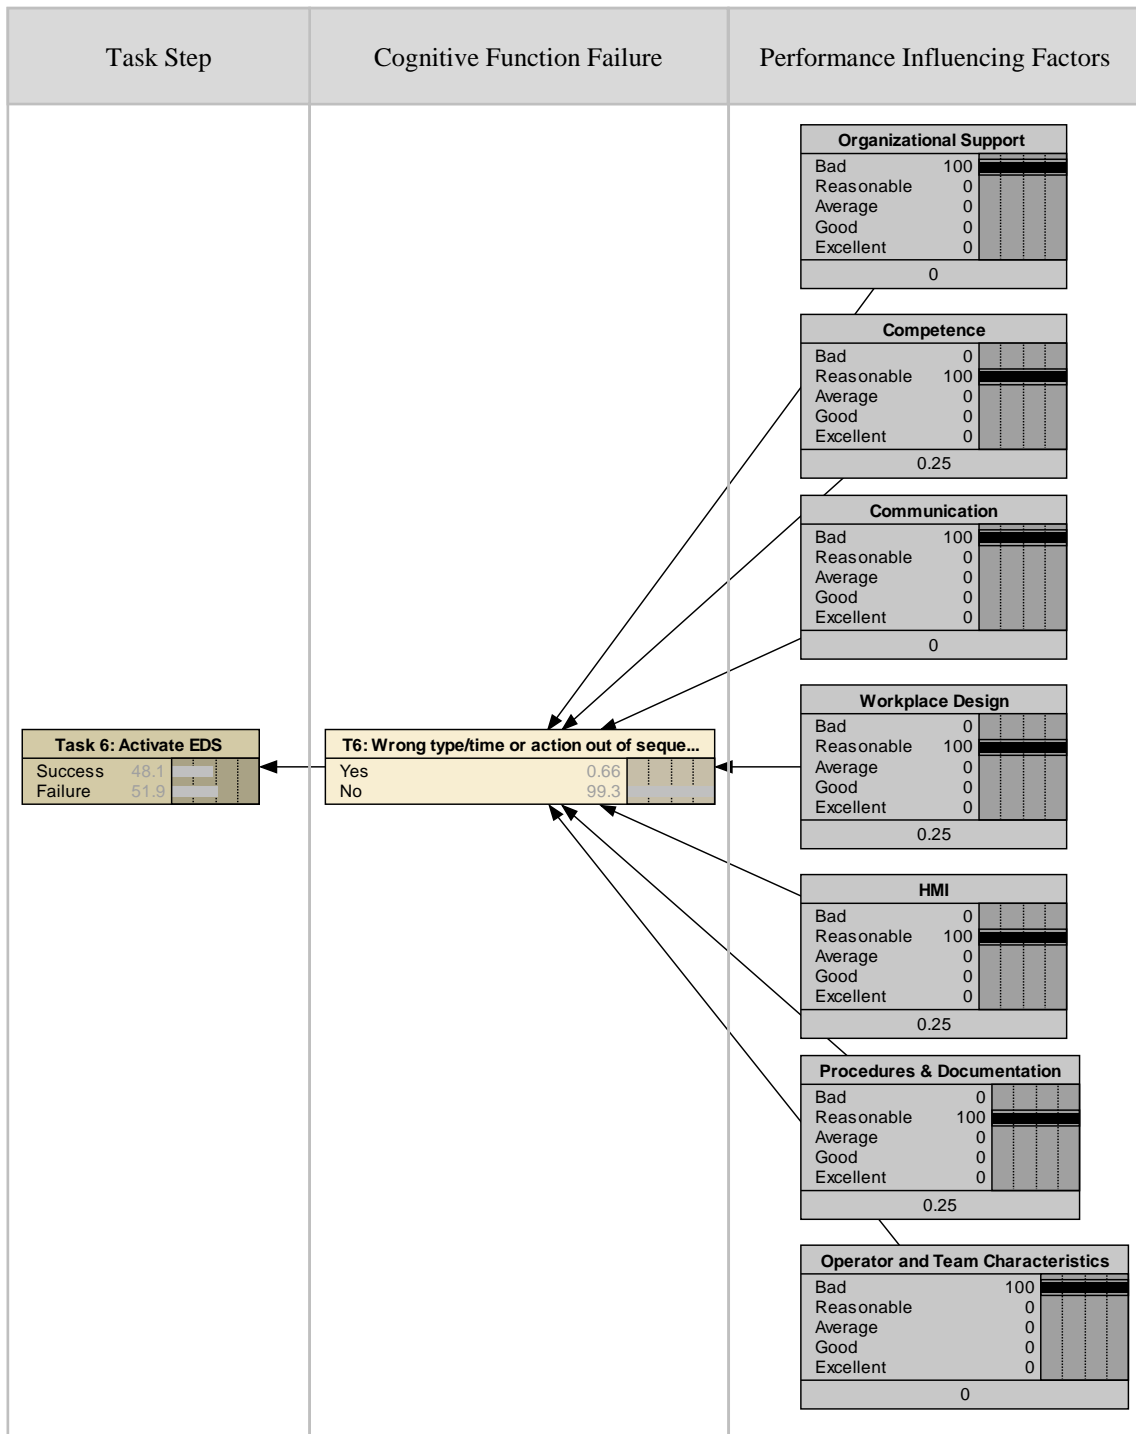 Task Step
Cognitive Function Failure
Performance Influencing Factors
Organizational Support
Bad 100
Reasonable 0
Average 0
Good 0
Excellent 0
0
Competence
Bad 0
Reasonable 100
Average 0
Good 0
Excellent 0
0.25
Communication
Bad 100
Reasonable 0
Average 0
Good 0
Excellent 0
0
Workplace Design
Bad 0
Reasonable 100
Average 0
Good 0
Excellent 0
0.25
Task 6: Activate EDS
Success 48.1
Failure 51.9
T6: Wrong type/time or action out of seque...
Yes 0.66
No 99.3
HMI
Bad 0
Reasonable 100
Average 0
Good 0
Excellent 0
0.25
Procedures & Documentation
Bad 0
Reasonable 100
Average 0
Good 0
Excellent 0
0.25
Operator and Team Characteristics
Bad 100
Reasonable 0
Average 0
Good 0
Excellent 0
0